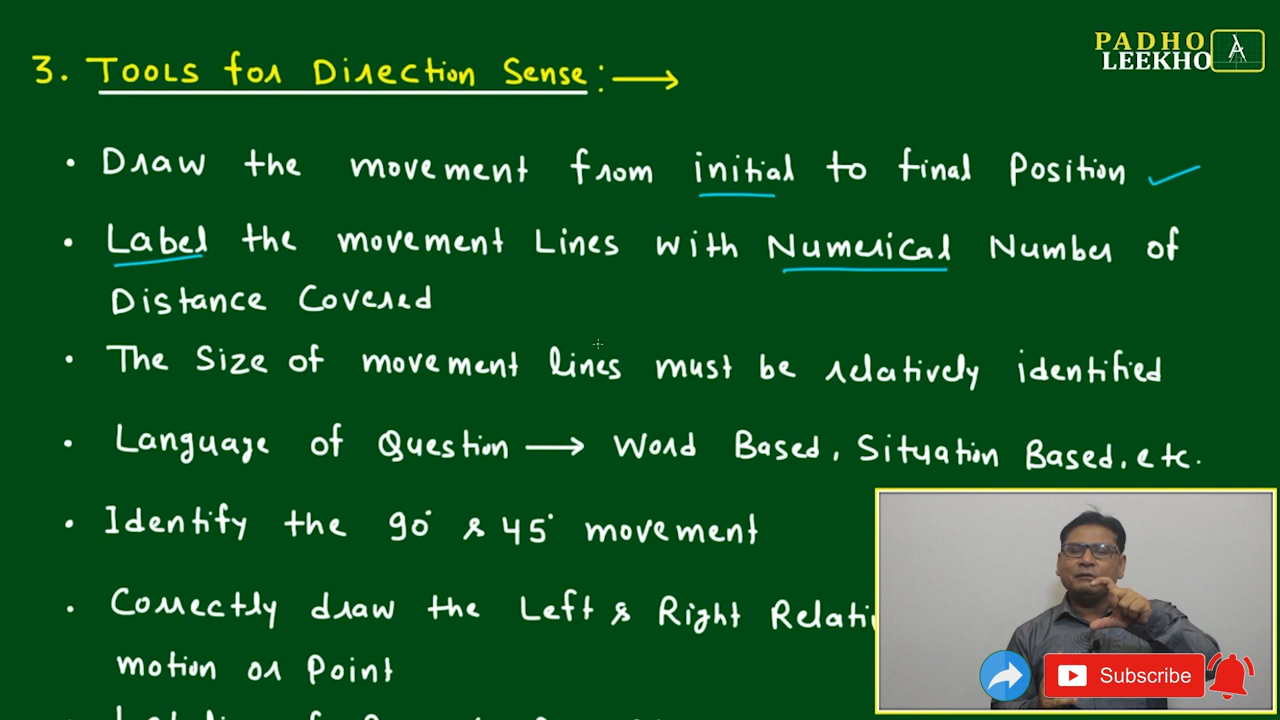 PADHO
LEEKHO
3. Tools for Direction Sense:→
• Draw the movement from initial to final Position ✓
• Label the movement Lines with Numerical Number of
Distance Covered
• The Size of movement lines must be relatively identified
• Language of Question → Word Based, Situation Based, etc.
• Identify the 90° & 45° movement
• Correctly draw the Left & Right
motion or Point
Subscribe